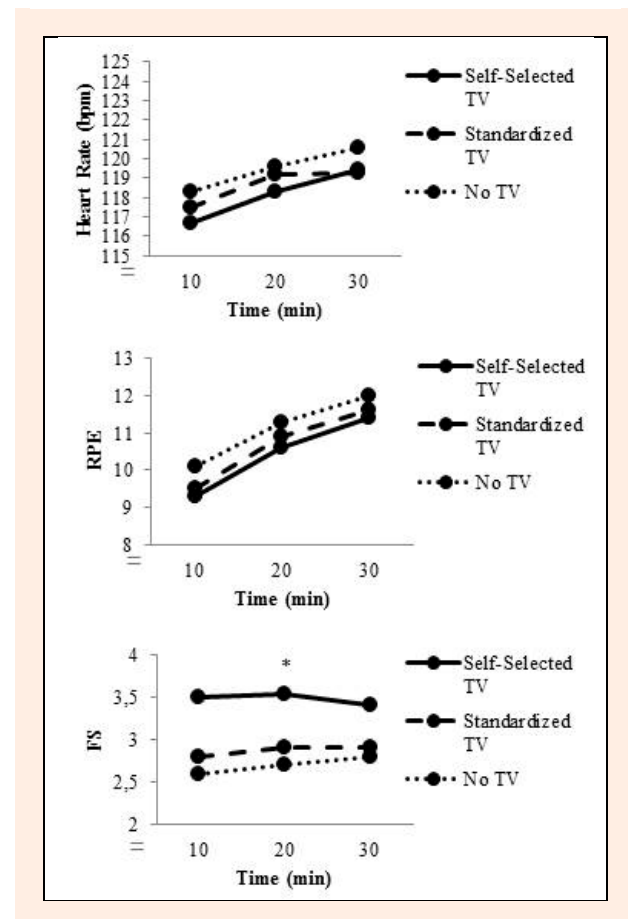 125
124
123
122
121
120
119
118
117
116
115
=
Heart Rate (bpm)
10 20 30
Time (min)
Self-Selected
TV
Standardized
TV
No TV
13
12
11
10
9
8
=
RPE
10 20 30
Time (min)
Self-Selected
TV
Standardized
TV
No TV
4
3,5
3
2,5
2
=
FS
*
10 20 30
Time (min)
Self-Selected
TV
Standardized
TV
No TV